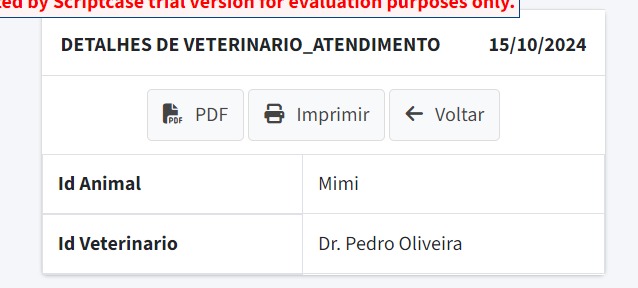 by Scriptcase trial version for evaluation purposes only.
DETALHES DE VETERINARIO_ATENDIMENTO 15/10/2024
PDF Imprimir Voltar
Id Animal Mimi
Id Veterinario Dr. Pedro Oliveira